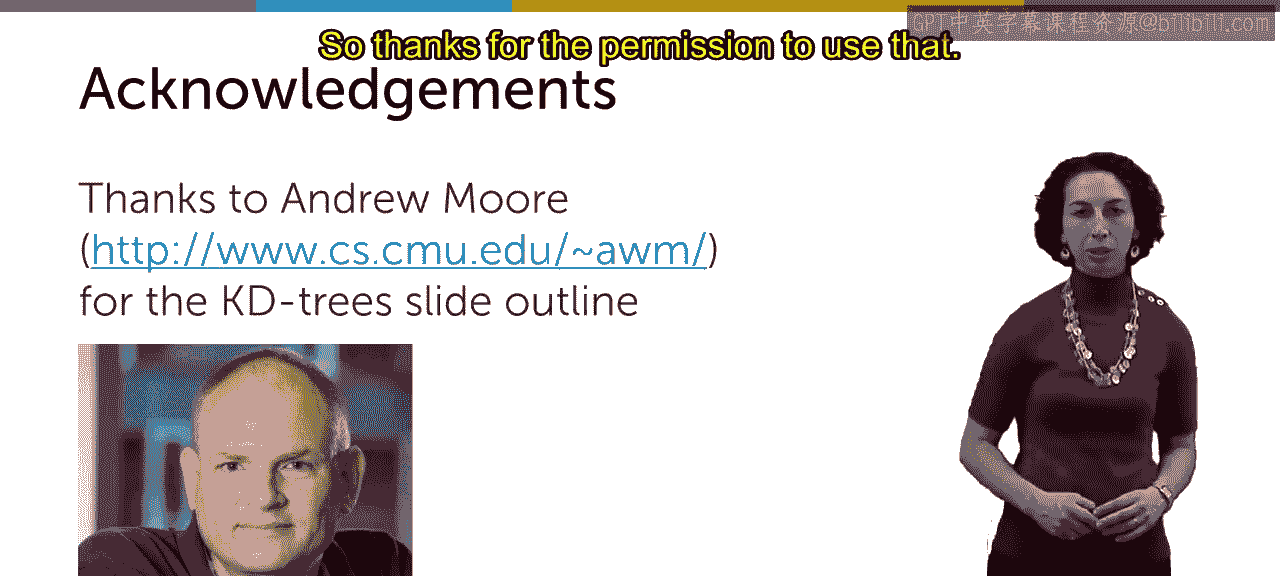 GPT中英字幕课程资源@bilibili.com
So thanks for the permission to use that.
Acknowledgements
Thanks to Andrew Moore
(http://www.cs.cmu.edu/~awm/)
for the KD-trees slide outline